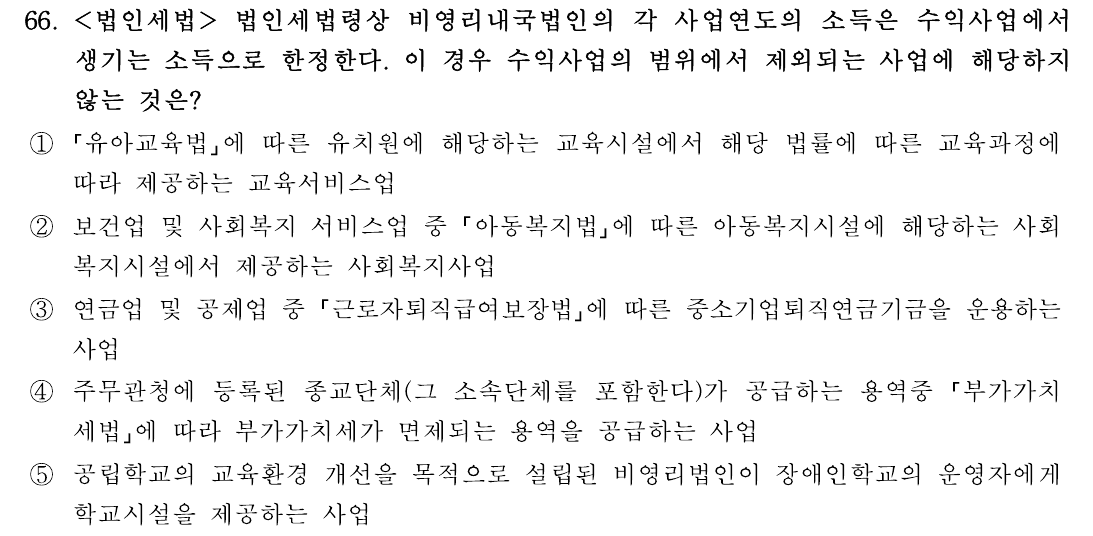 66. <법인세법> 법인세법령상 비영리내국법인의 각 사업연도의 소득은 수익사업에서
생기는 소득으로 한정한다. 이 경우 수익사업의 범위에서 제외되는 사업에 해당하지
않는 것은?
① 「유아교육법」에 따른 유치원에 해당하는 교육시설에서 해당 법률에 따른 교육과정에
따라 제공하는 교육서비스업
② 보건업 및 사회복지 서비스업 중 「아동복지법」에 따른 아동복지시설에 해당하는 사회
복지시설에서 제공하는 사회복지사업
③ 연금업 및 공제업 중 「근로자퇴직급여보장법」에 따른 중소기업퇴직연금기금을 운용하는
사업
④ 주무관청에 등록된 종교단체(그 소속단체를 포함한다)가 공급하는 용역중 「부가가치
세법」에 따라 부가가치세가 면제되는 용역을 공급하는 사업
⑤ 공립학교의 교육환경 개선을 목적으로 설립된 비영리법인이 장애인학교의 운영자에게
학교시설을 제공하는 사업